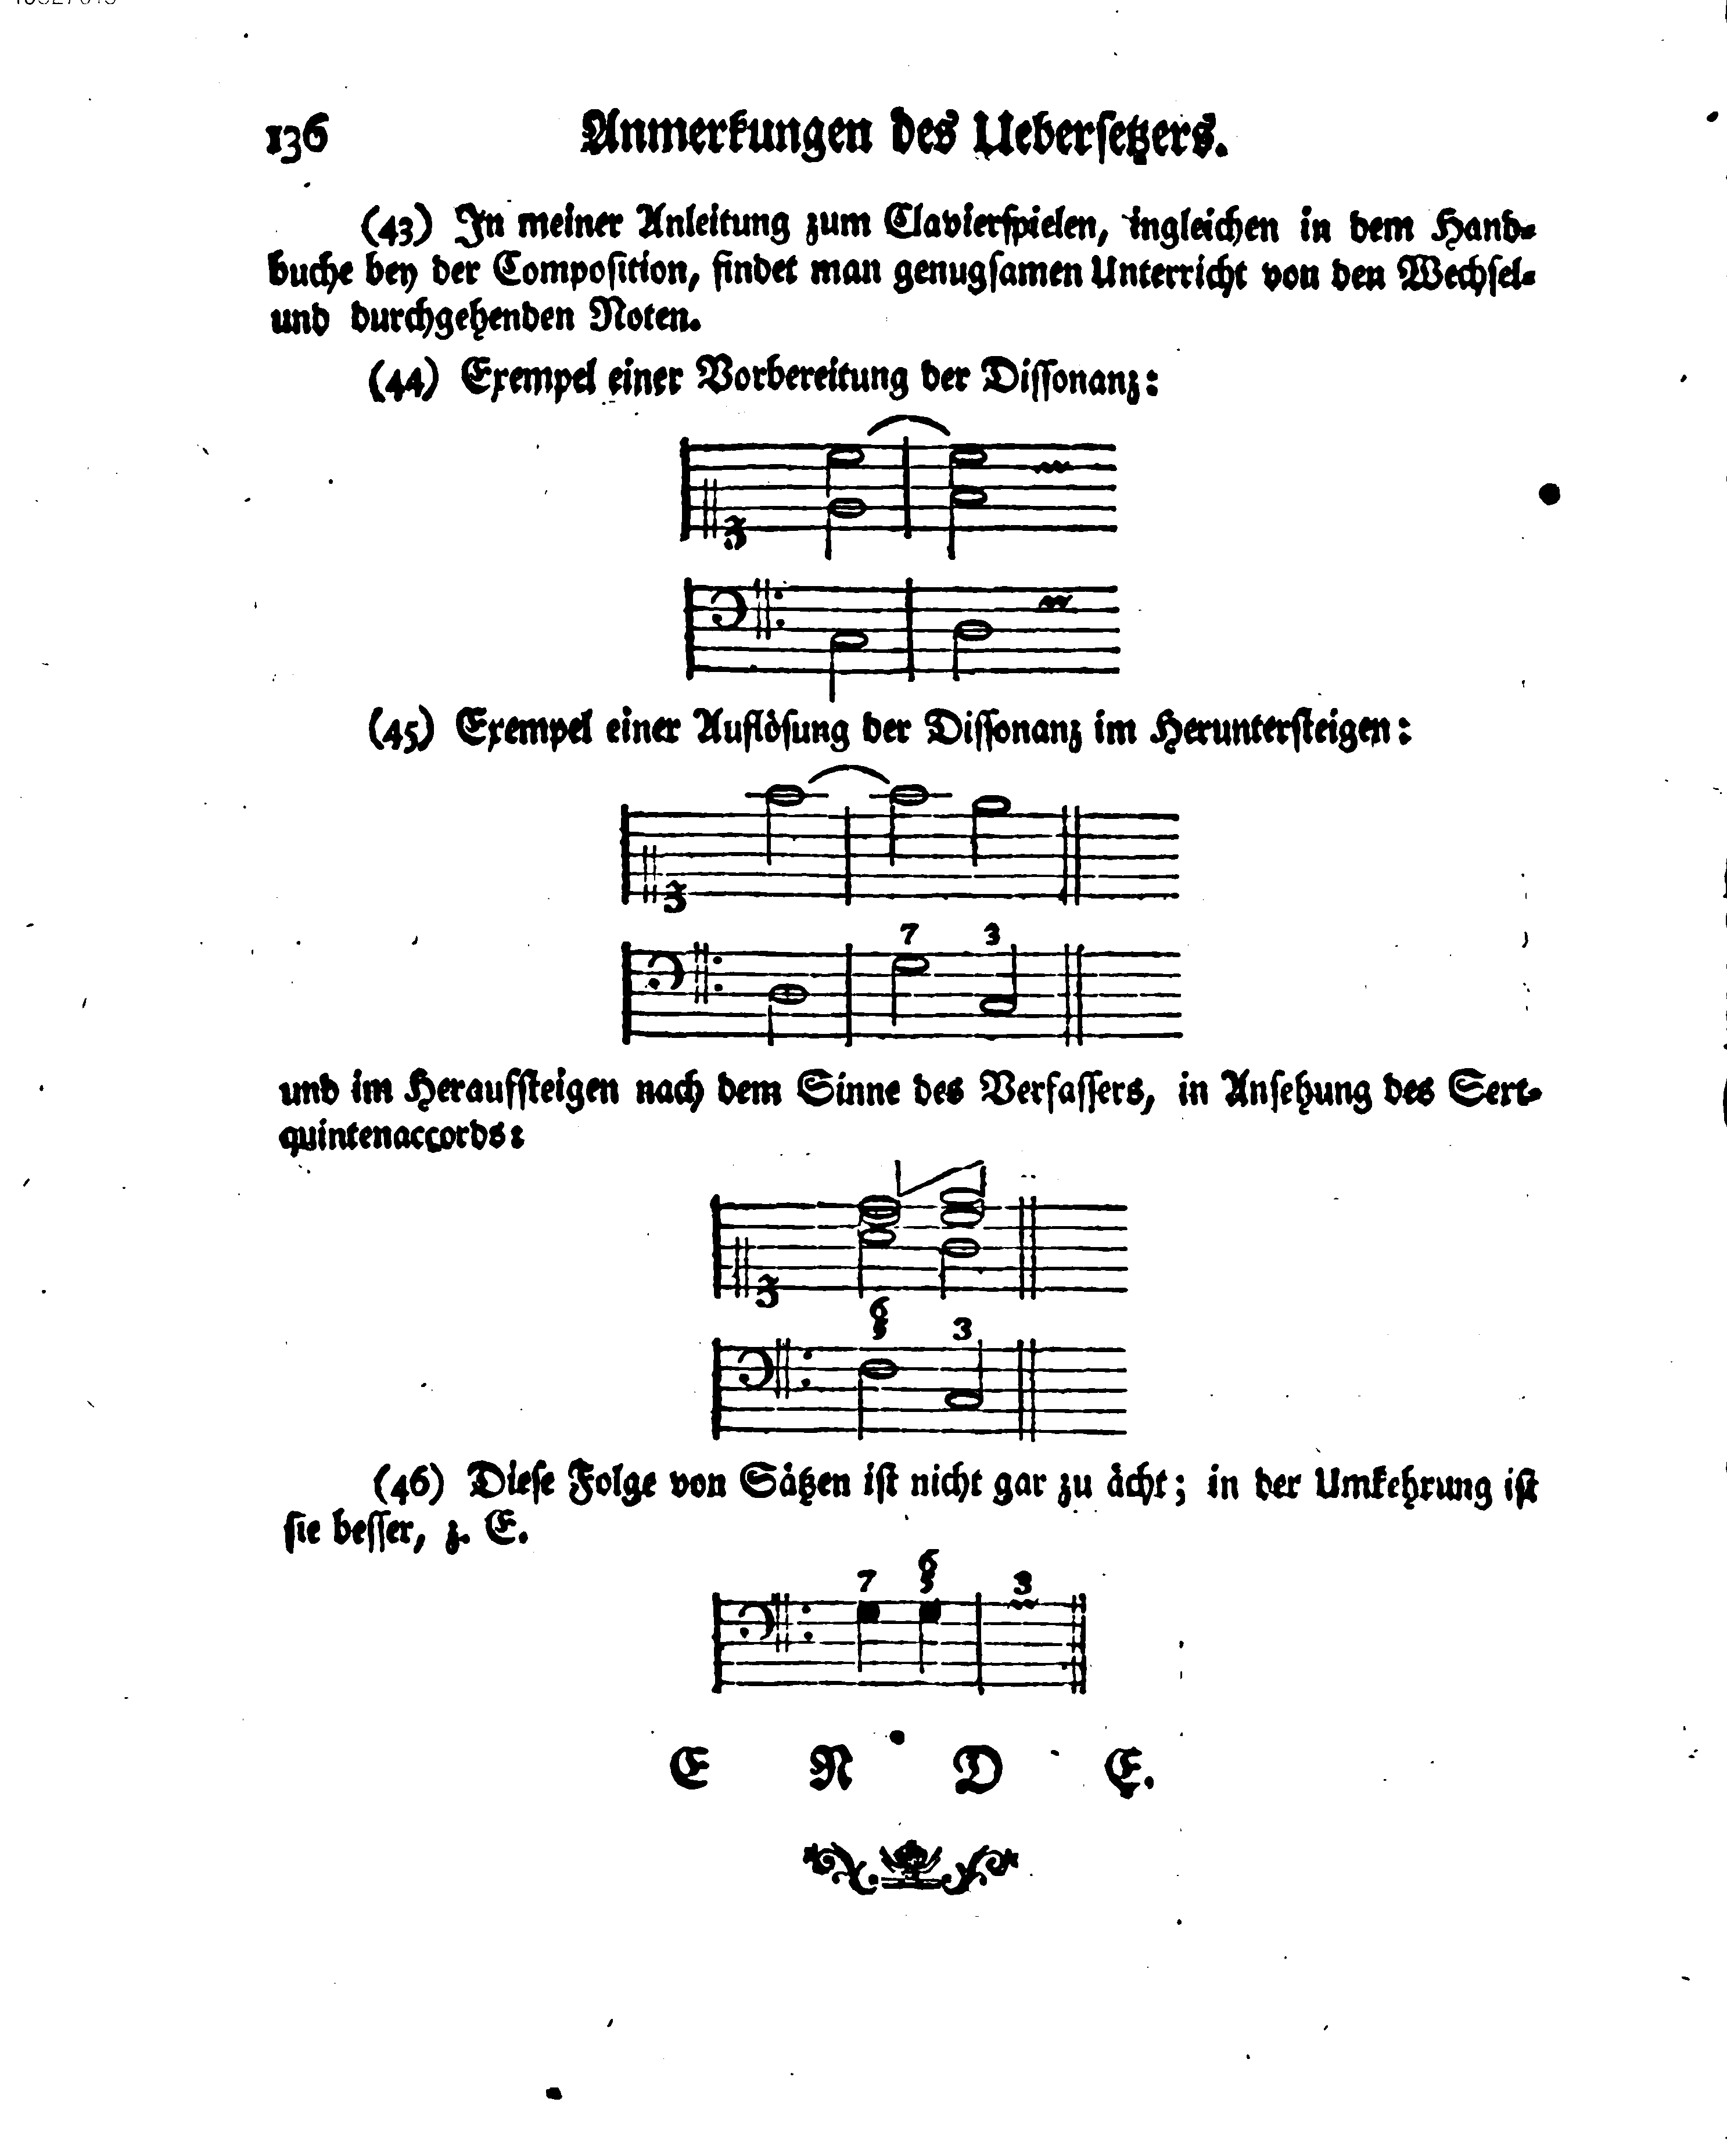 136 Anmerkungen des Uebersetzers.
(43) In meiner Anleitung zum Clavierspielen, ingleichen in dem Hand-
buche bey der Composition, findet man genugsamen Unterricht von den Wechsel-
und durchgehenden Noten.
(44) Exempel einer Vorbereitung der Dissonanz:
(45) Exempel einer Auflösung der Dissonanz im Heruntersteigen:
7 3
und im Heraufsteigen nach dem Sinne des Verfassers, in Ansehung des Sext-
quintenaccords:
6
5 3
(46) Diese Folge von Sätzen ist nicht gar zu ächt; in der Umkehrung ist
sie besser, z. E.
6
7 5 3
E N D E.